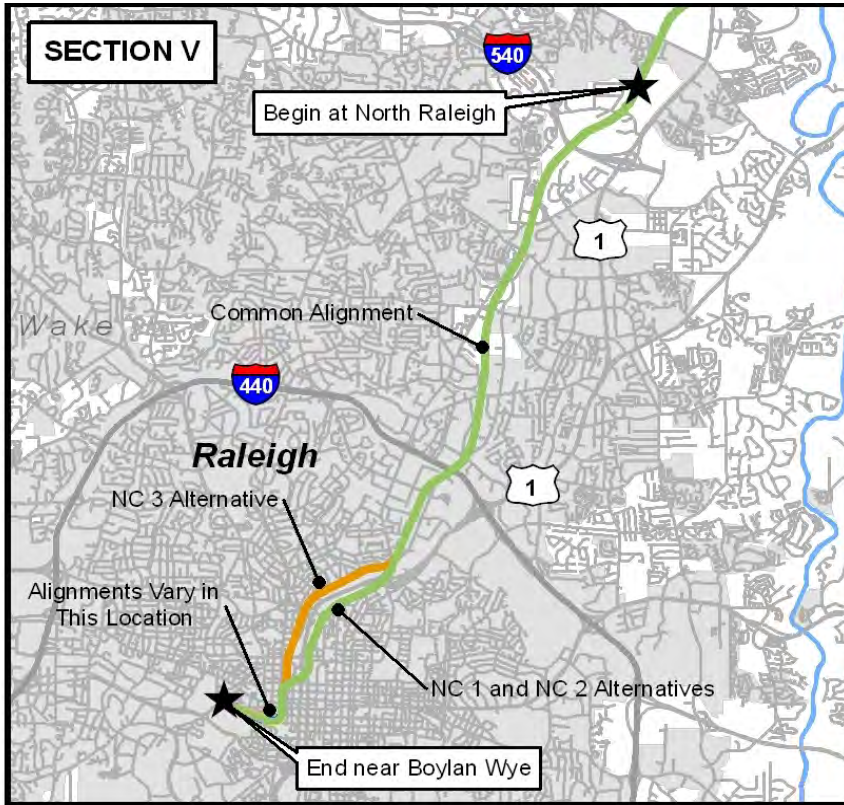 SECTION V
540
Begin at North Raleigh
1
Common Alignment
Wake
440
Raleigh
1
NC 3 Alternative
Alignments Vary in
This Location
NC 1 and NC 2 Alternatives
End near Boylan Wye